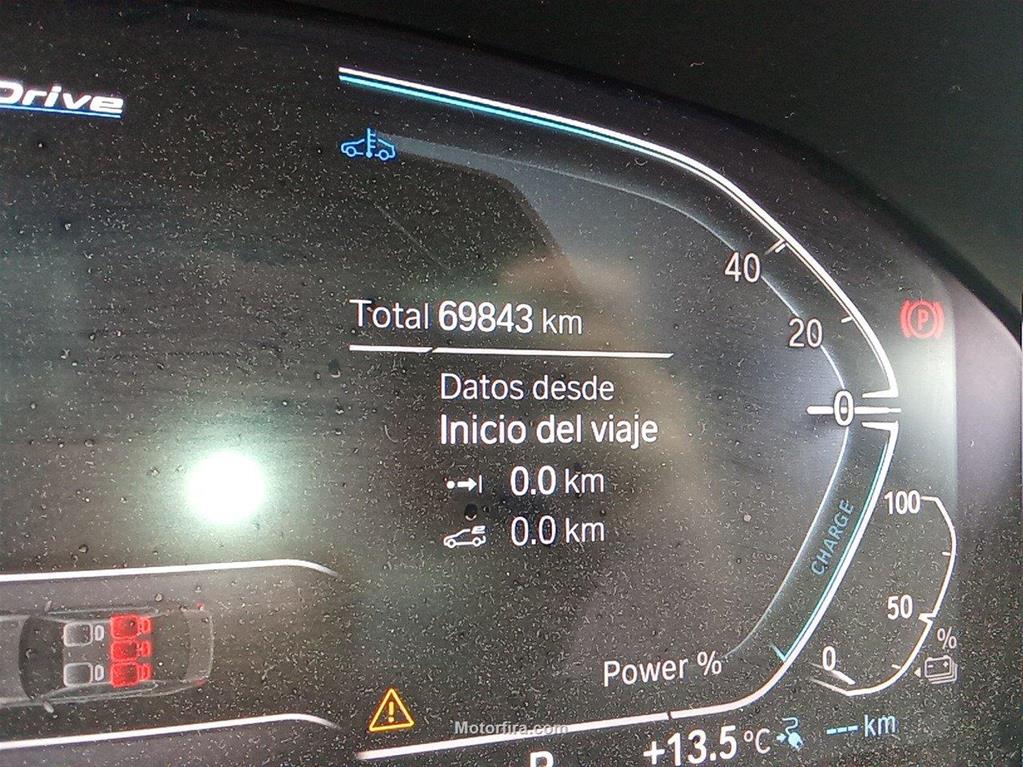 Drive
40
Total 69843 km
20
P
Datos desde
0
Inicio del viaje
0.0 km
100
0.0 km
CHARGE
50
%
0
Power %
Motorfira.com
+13.5 °C
--- km